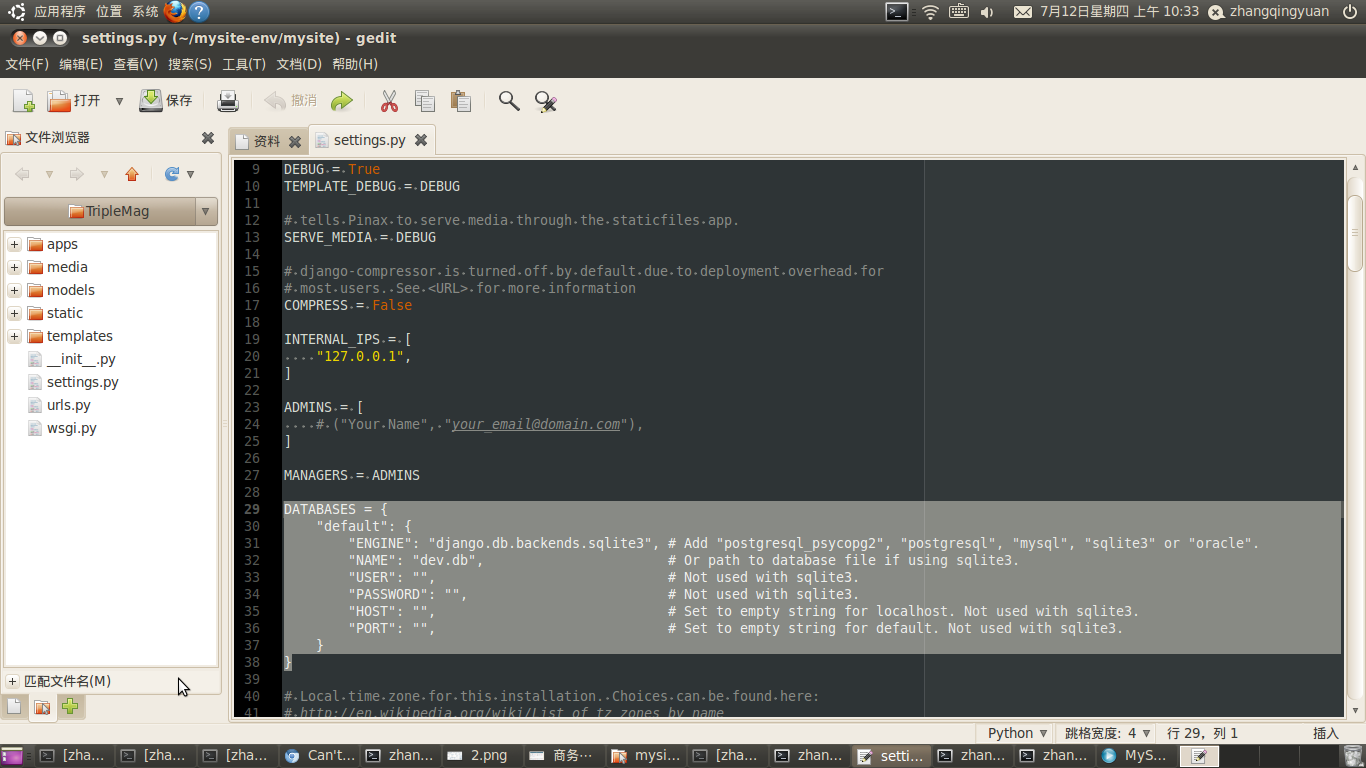 应用程序 位置 系统 7月12日星期四 上午 10:33 zhangqingyuan
settings.py (~/mysite-env/mysite) - gedit
文件(F) 编辑(E) 查看(V) 搜索(S) 工具(T) 文档(D) 帮助(H)
打开 保存 撤消
文件浏览器
资料 settings.py
TripleMag
apps
media
models
static
templates
__init__.py
settings.py
urls.py
wsgi.py
匹配文件名(M)
9 DEBUG = True
10 TEMPLATE_DEBUG = DEBUG
11
12 # tells Pinax to serve media through the staticfiles app.
13 SERVE_MEDIA = DEBUG
14
15 # django-compressor is turned off by default due to deployment overhead for
16 # most users. See <URL> for more information
17 COMPRESS = False
18
19 INTERNAL_IPS = [
20     "127.0.0.1",
21 ]
22
23 ADMINS = [
24     # ("Your Name", "your_email@domain.com"),
25 ]
26
27 MANAGERS = ADMINS
28
29 DATABASES = {
30     "default": {
31         "ENGINE": "django.db.backends.sqlite3", # Add "postgresql_psycopg2", "postgresql", "mysql", "sqlite3" or "oracle".
32         "NAME": "dev.db",                       # Or path to database file if using sqlite3.
33         "USER": "",                             # Not used with sqlite3.
34         "PASSWORD": "",                         # Not used with sqlite3.
35         "HOST": "",                             # Set to empty string for localhost. Not used with sqlite3.
36         "PORT": "",                             # Set to empty string for default. Not used with sqlite3.
37     }
38 }
39
40 # Local time zone for this installation. Choices can be found here:
41 # http://en.wikipedia.org/wiki/List_of_tz_zones_by_name
Python 跳格宽度: 4 行 29, 列 1 插入
[zha... [zha... [zha... Can't... zhan... 2.png 商务… mysi... [zha... zhan... setti... zhan... zhan... MyS...